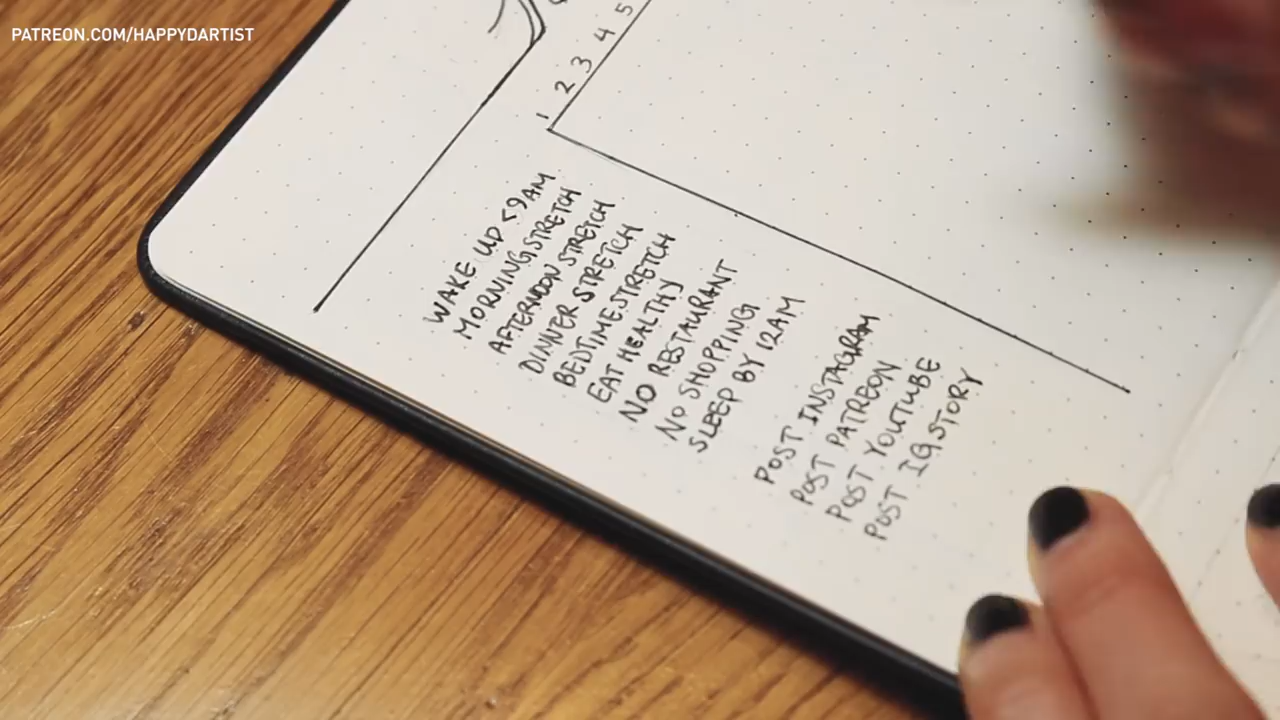 PATREON.COM/HAPPYDARTIST
1 2 3 4 5
WAKE UP <9AM
MORNING STRETCH
AFTERNOON STRETCH
DINNER STRETCH
BEDTIME STRETCH
EAT HEALTHY
NO RESTAURANT
NO SHOPPING
SLEEP BY 12AM
POST INSTAGRAM
POST PATREON
POST YOUTUBE
POST IG STORY